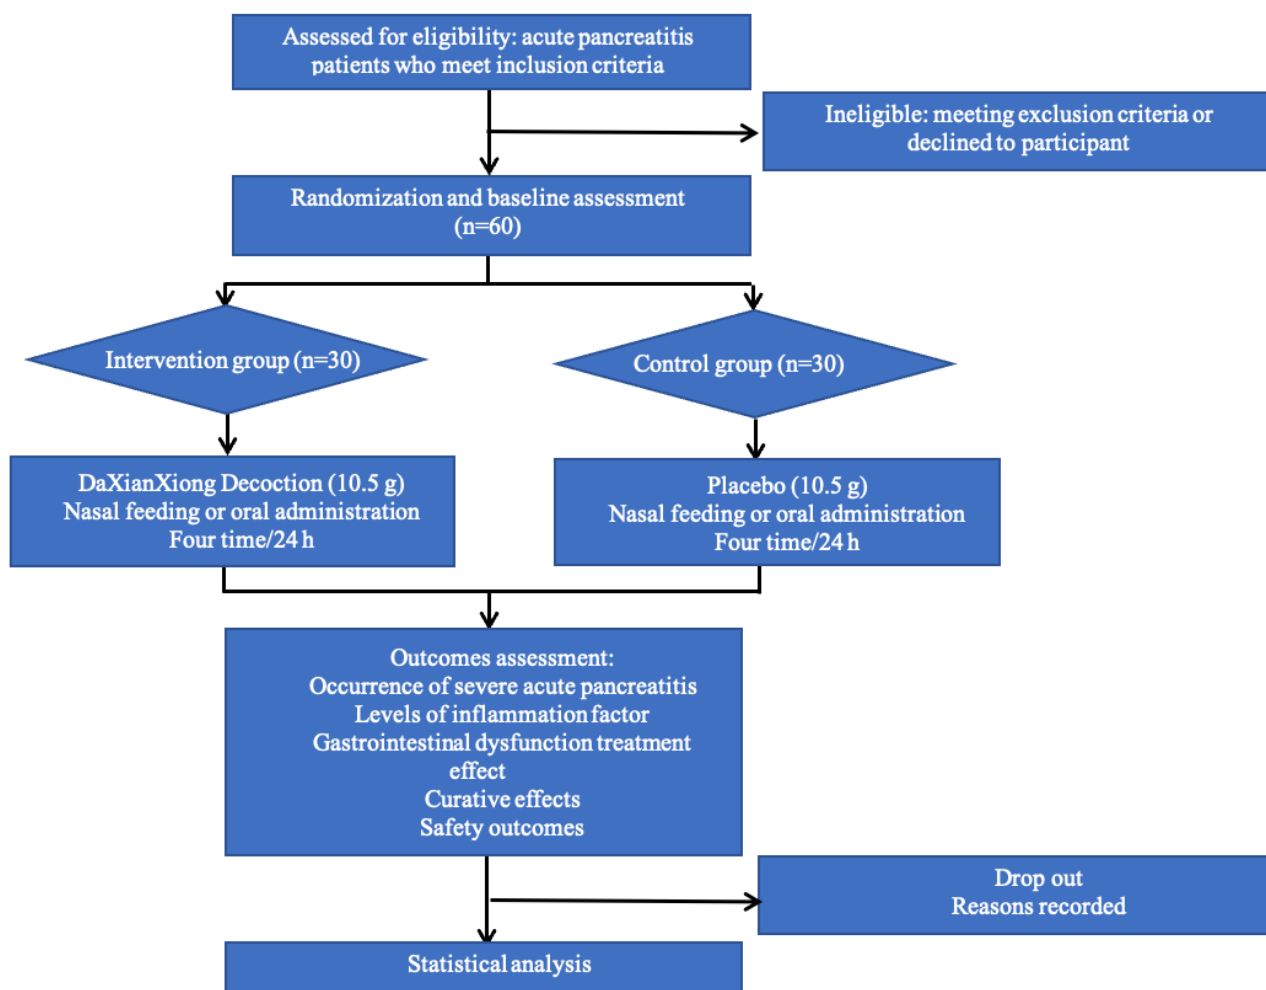 Assessed for eligibility: acute pancreatitis
patients who meet inclusion criteria
Ineligible: meeting exclusion criteria or
declined to participant
Randomization and baseline assessment
(n=60)
Intervention group (n=30)
Control group (n=30)
DaXianXiong Decoction (10.5 g)
Nasal feeding or oral administration
Four time/24 h
Placebo (10.5 g)
Nasal feeding or oral administration
Four time/24 h
Outcomes assessment:
Occurrence of severe acute pancreatitis
Levels of inflammation factor
Gastrointestinal dysfunction treatment
effect
Curative effects
Safety outcomes
Drop out
Reasons recorded
Statistical analysis